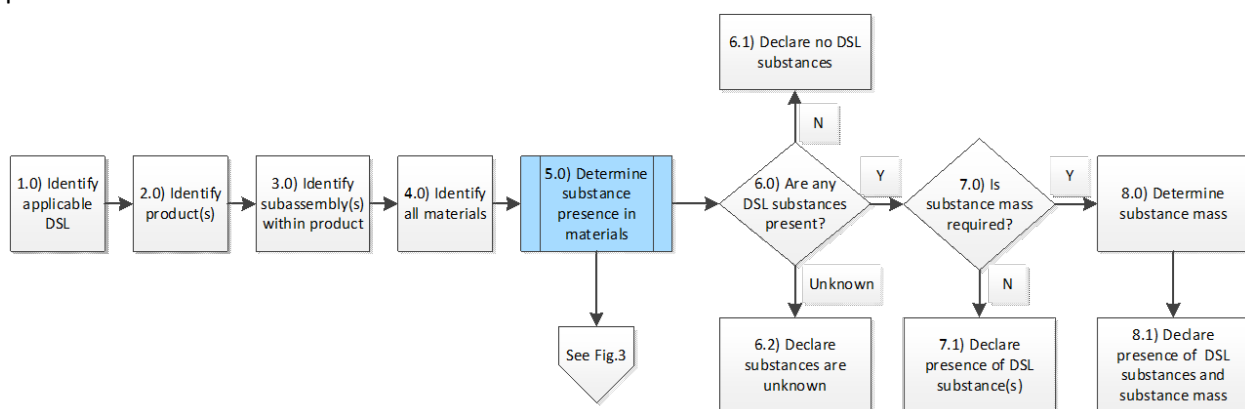 6.1) Declare no DSL
substances
N
1.0) Identify
applicable
DSL
2.0) Identify
product(s)
3.0) Identify
subassembly(s)
within product
4.0) Identify
all materials
5.0) Determine
substance
presence in
materials
6.0) Are any
DSL substances
present?
Y
7.0) Is
substance mass
required?
Y
8.0) Determine
substance mass
Unknown
N
See Fig.3
6.2) Declare
substances are
unknown
7.1) Declare
presence of DSL
substance(s)
8.1) Declare
presence of DSL
substances and
substance mass